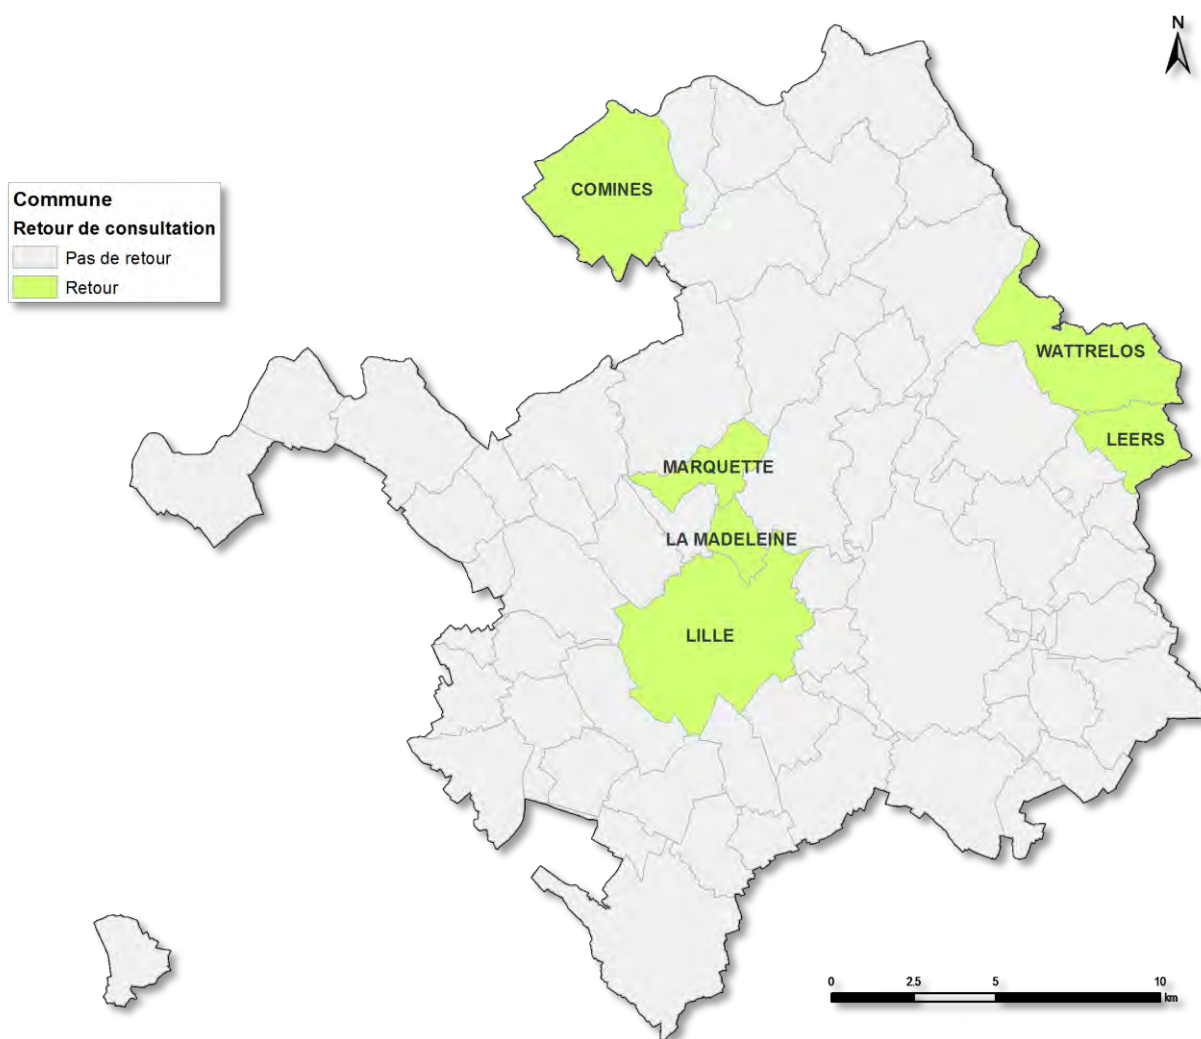 N
COMINES
Commune
Retour de consultation
Pas de retour
Retour
WATTRELOS
LEERS
MARQUETTE
LA MADELEINE
LILLE
0 2.5 5 10
km